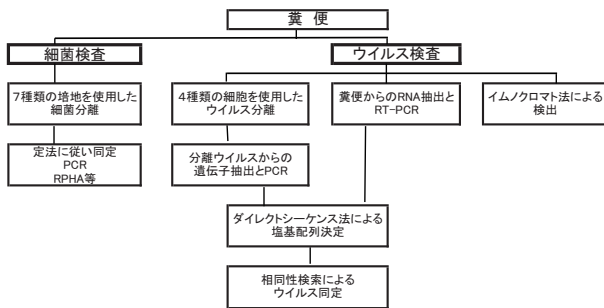 糞 便
細菌検査
ウイルス検査
7種類の培地を使用した
細菌分離
4種類の細胞を使用した
ウイルス分離
糞便からのRNA抽出と
RT-PCR
イムノクロマト法による
検出
定法に従い同定
PCR
RPHA等
分離ウイルスからの
遺伝子抽出とPCR
ダイレクトシーケンス法による
塩基配列決定
相同性検索による
ウイルス同定